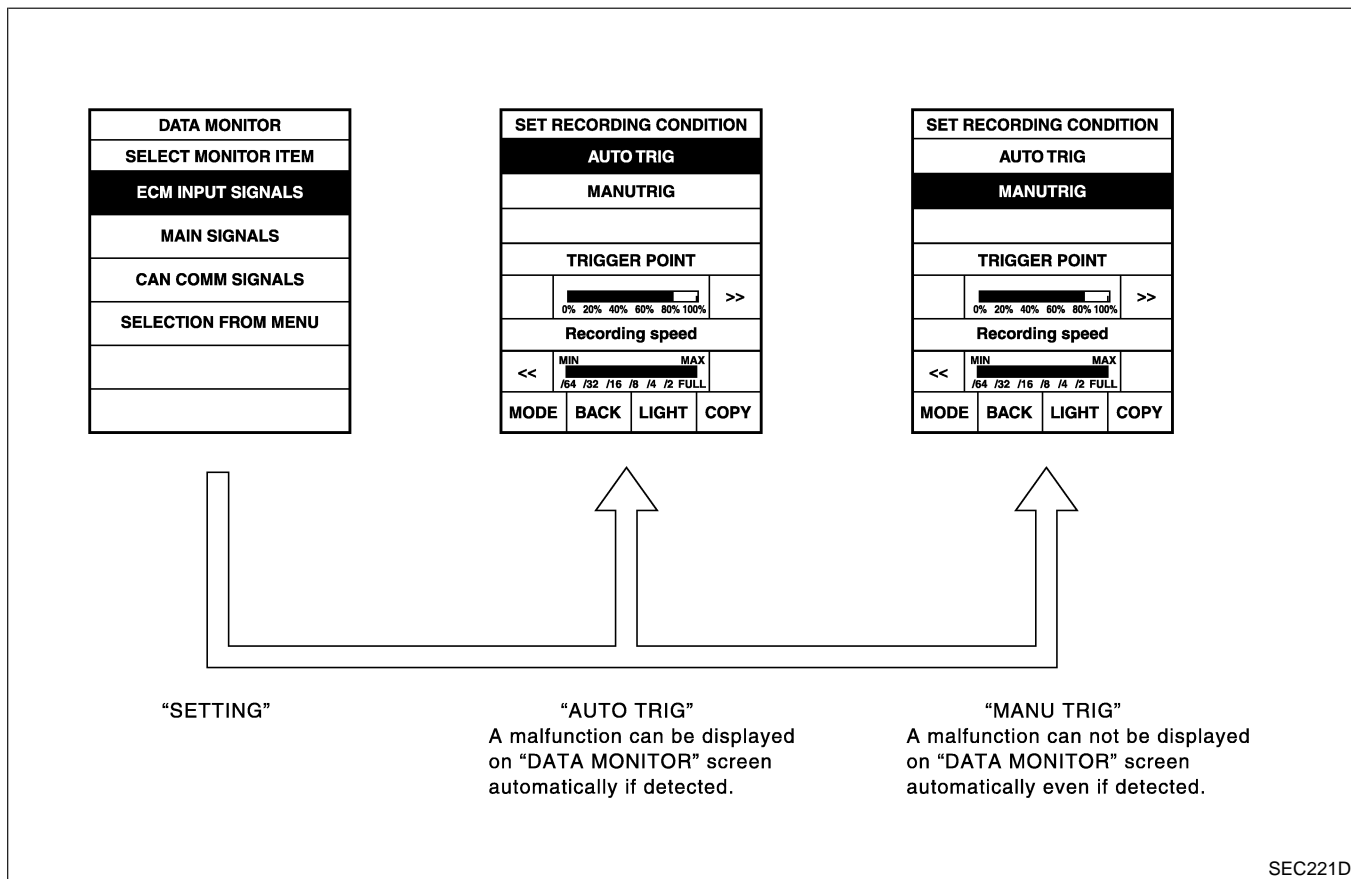 DATA MONITOR
SELECT MONITOR ITEM
ECM INPUT SIGNALS
MAIN SIGNALS
CAN COMM SIGNALS
SELECTION FROM MENU
SET RECORDING CONDITION
AUTO TRIG
MANUTRIG
TRIGGER POINT
>>
0% 20% 40% 60% 80% 100%
Recording speed
MIN MAX
<<
/64 /32 /16 /8 /4 /2 FULL
MODE BACK LIGHT COPY
SET RECORDING CONDITION
AUTO TRIG
MANUTRIG
TRIGGER POINT
>>
0% 20% 40% 60% 80% 100%
Recording speed
MIN MAX
<<
/64 /32 /16 /8 /4 /2 FULL
MODE BACK LIGHT COPY
“SETTING”
“AUTO TRIG”
A malfunction can be displayed
on “DATA MONITOR” screen
automatically if detected.
“MANU TRIG”
A malfunction can not be displayed
on “DATA MONITOR” screen
automatically even if detected.
SEC221D